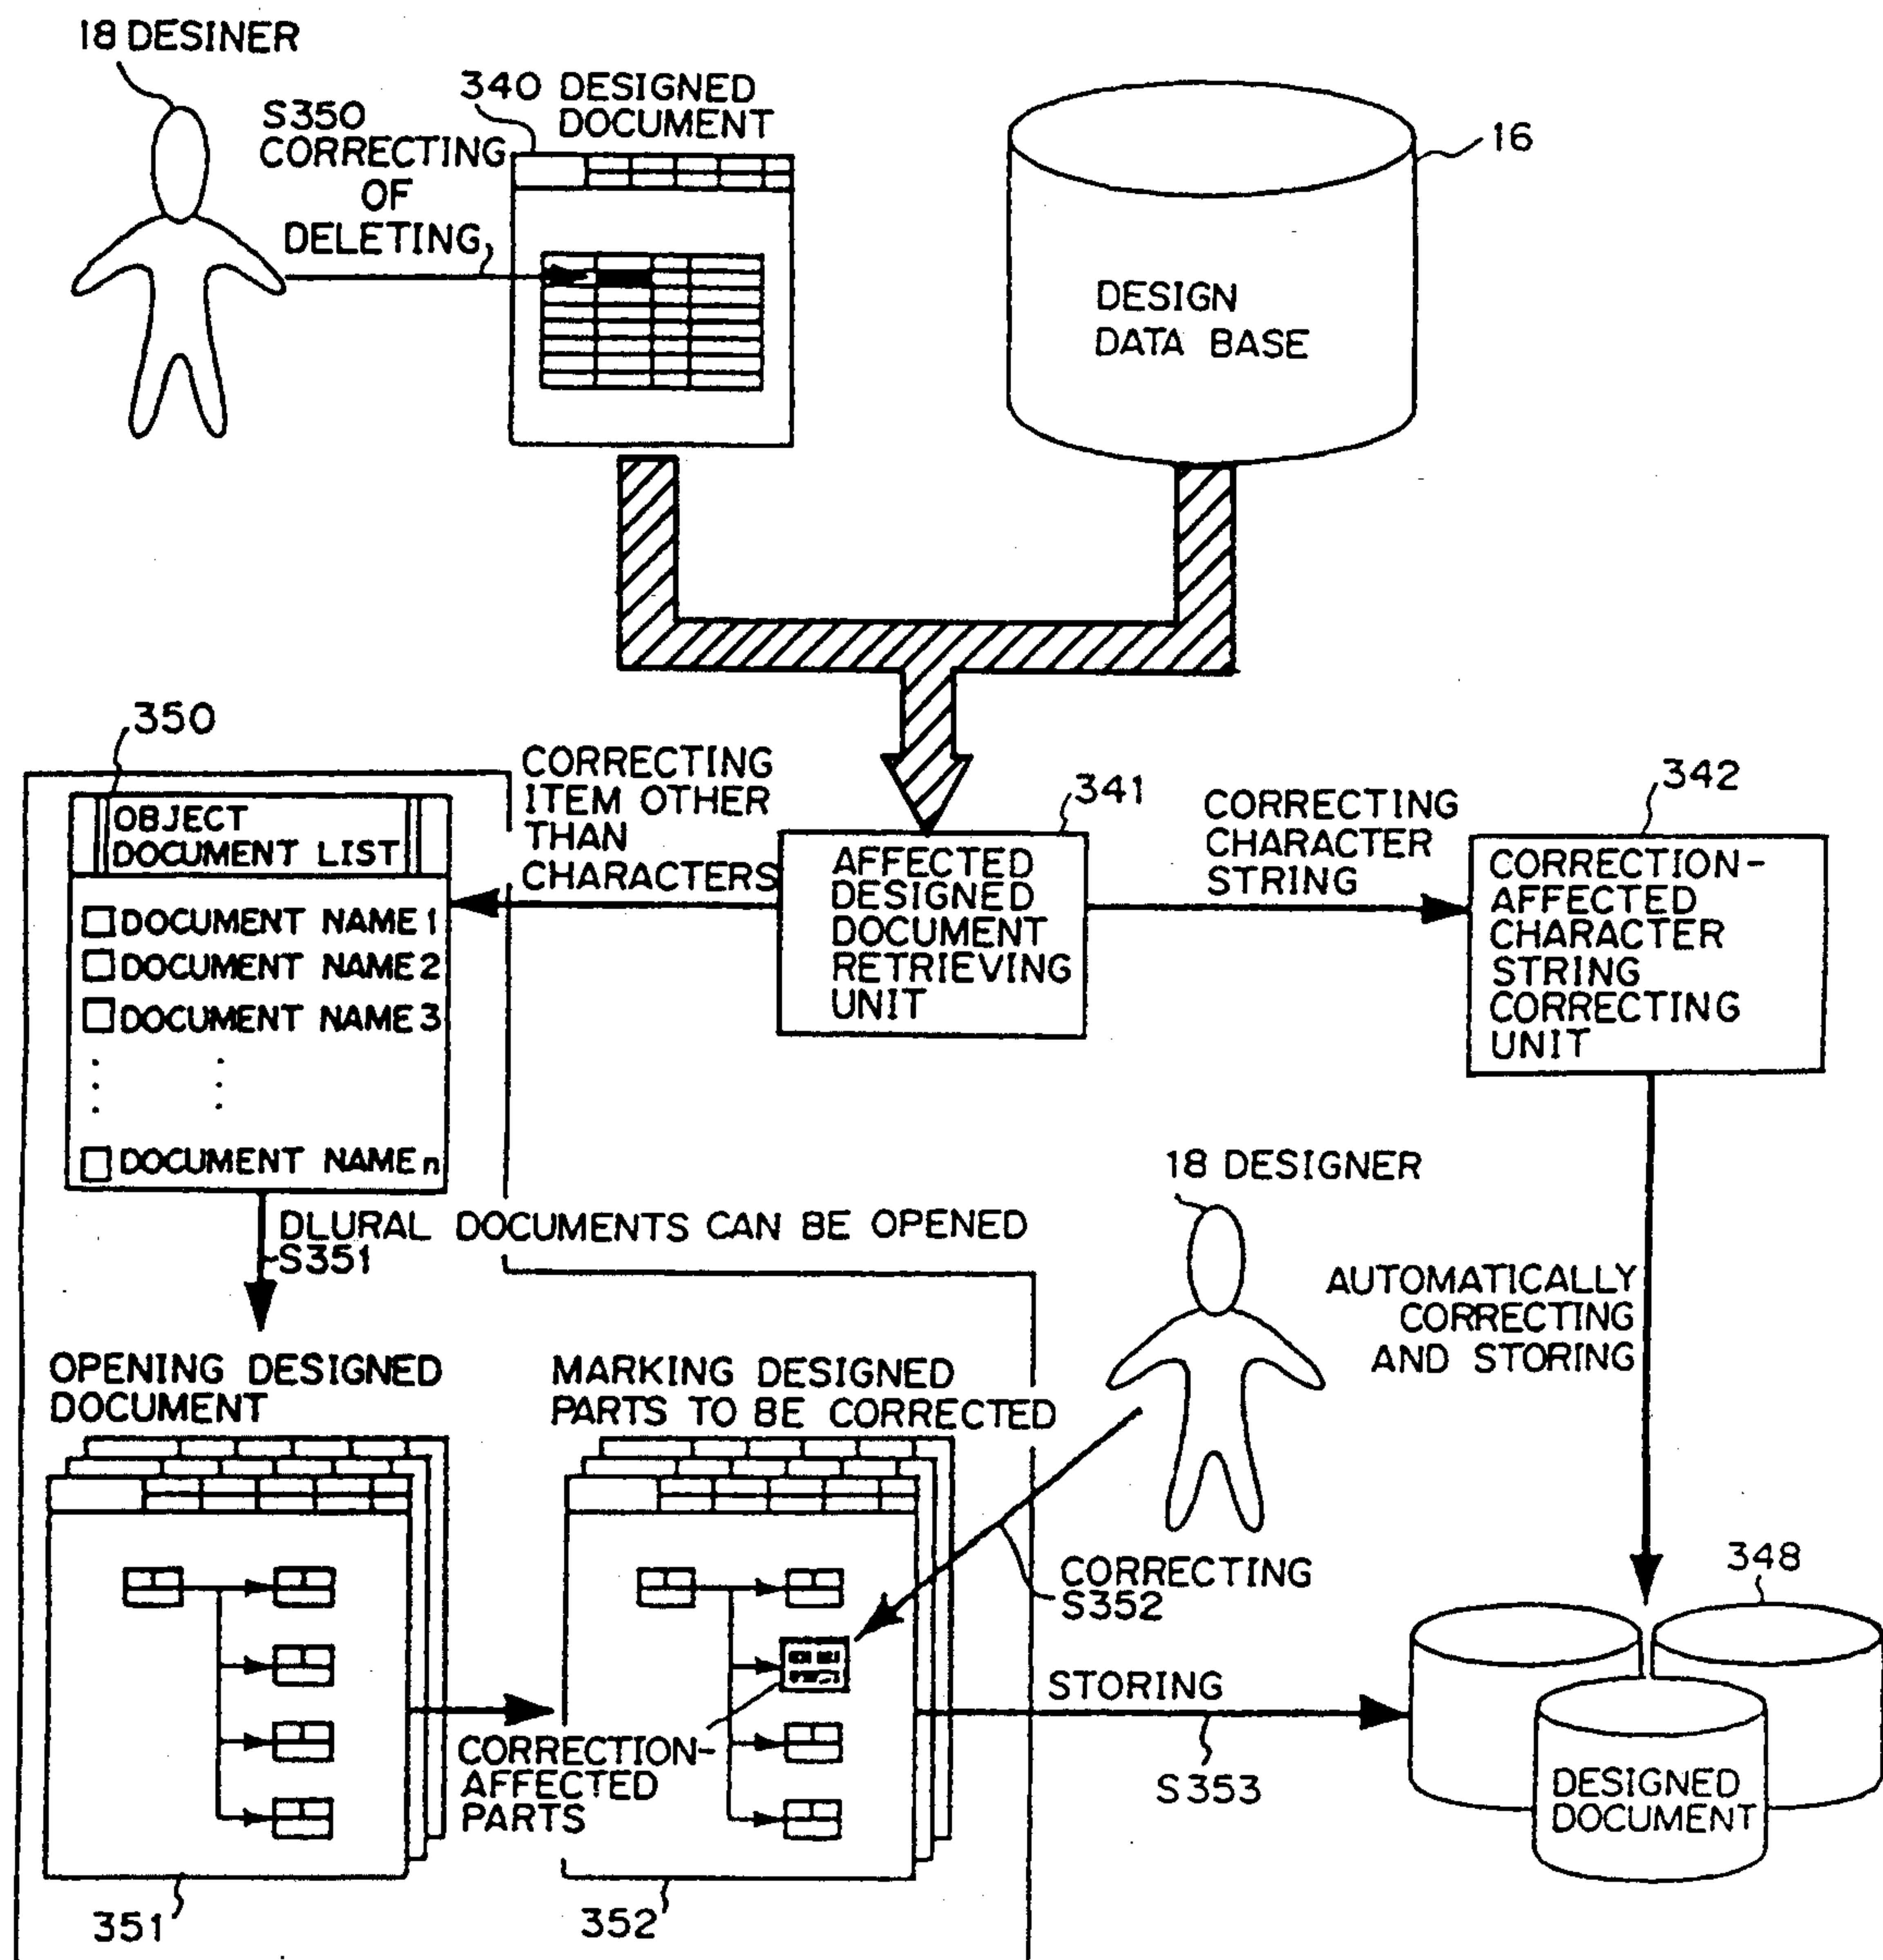 18 DESINER
S350
CORRECTING
OF
DELETING
340 DESIGNED
DOCUMENT
16
DESIGN
DATA BASE
350
OBJECT
DOCUMENT LIST
DOCUMENT NAME 1
DOCUMENT NAME 2
DOCUMENT NAME 3
DOCUMENT NAME n
CORRECTING
ITEM OTHER
THAN
CHARACTERS
341
AFFECTED
DESIGNED
DOCUMENT
RETRIEVING
UNIT
CORRECTING
CHARACTER
STRING
342
CORRECTION-
AFFECTED
CHARACTER
STRING
CORRECTING
UNIT
DLURAL DOCUMENTS CAN BE OPENED
S351
18 DESIGNER
AUTOMATICALLY
CORRECTING
AND STORING
OPENING DESIGNED
DOCUMENT
MARKING DESIGNED
PARTS TO BE CORRECTED
CORRECTING
S352
348
CORRECTION-
AFFECTED
PARTS
STORING
S353
DESIGNED
DOCUMENT
351
352